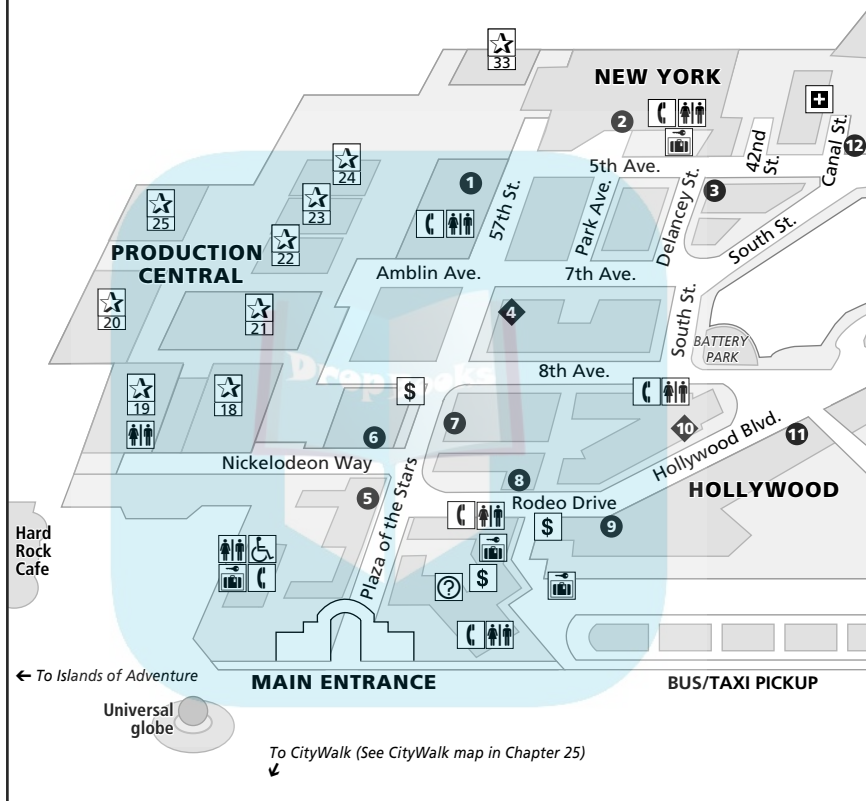 33
NEW YORK
2
12
5th Ave.
42nd
St.
Canal St.
24
1
3
25
23
57th St.
Park Ave.
Delancey St.
South St.
22
PRODUCTION
CENTRAL
Amblin Ave.
7th Ave.
20
21
4
South St.
BATTERY
PARK
Dropbooks
8th Ave.
19
18
$
6
7
10
Hollywood Blvd.
11
Nickelodeon Way
8
HOLLYWOOD
5
Plaza of the Stars
Rodeo Drive
$
9
Hard
Rock
Cafe
?
$
← To Islands of Adventure
MAIN ENTRANCE
BUS/TAXI PICKUP
Universal
globe
To CityWalk (See CityWalk map in Chapter 25)
↙